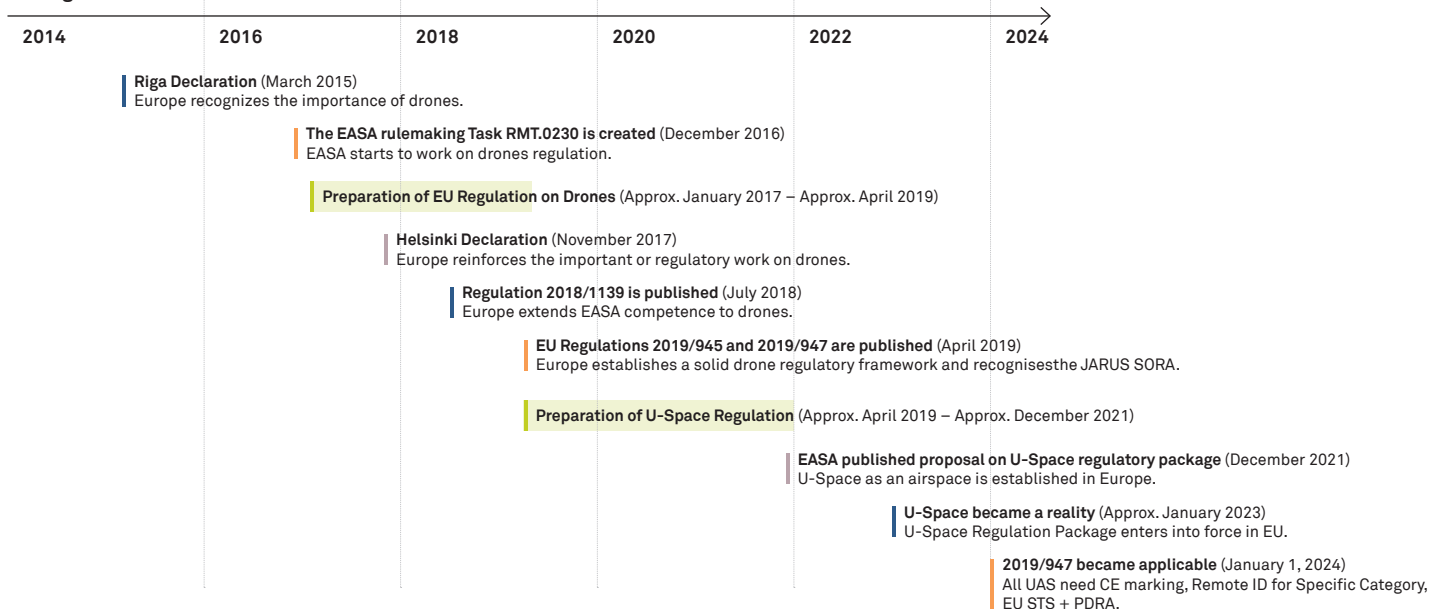 2014 2016 2018 2020 2022 2024
Riga Declaration (March 2015)
Europe recognizes the importance of drones.
The EASA rulemaking Task RMT.0230 is created (December 2016)
EASA starts to work on drones regulation.
Preparation of EU Regulation on Drones (Approx. January 2017 – Approx. April 2019)
Helsinki Declaration (November 2017)
Europe reinforces the important or regulatory work on drones.
Regulation 2018/1139 is published (July 2018)
Europe extends EASA competence to drones.
EU Regulations 2019/945 and 2019/947 are published (April 2019)
Europe establishes a solid drone regulatory framework and recognisesthe JARUS SORA.
Preparation of U-Space Regulation (Approx. April 2019 – Approx. December 2021)
EASA published proposal on U-Space regulatory package (December 2021)
U-Space as an airspace is established in Europe.
U-Space became a reality (Approx. January 2023)
U-Space Regulation Package enters into force in EU.
2019/947 became applicable (January 1, 2024)
All UAS need CE marking, Remote ID for Specific Category,
EU STS + PDRA.